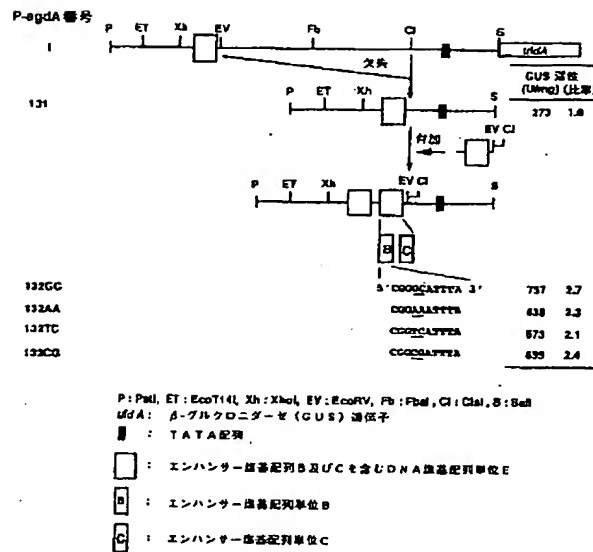 P-agdA 番号
P ET Xh EV Fb Cl S
1
uidA
欠失
GUS 活性
(U/mg) (比率)
131
P ET Xh S
273 1.0
付加
EV Cl
P ET Xh EV Cl S
B C
132GC 5' CGGGCATTTA 3' 737 2.7
132AA CGGAAATTTA 638 2.3
132TC CGGTCATTTA 573 2.1
132CG CGGCGATTTA 2.4
P : PstI, ET : EcoT14I, Xh : XhoI, EV : EcoRV, Fb : FbaI, Cl : ClaI, S : SalI
uidA : β-グルクロニダーゼ (GUS) 遺伝子
: TATA配列
: エンハンサー塩基配列B及びCを含むDNA塩基配列単位E
B : エンハンサー塩基配列単位B
C : エンハンサー塩基配列単位C